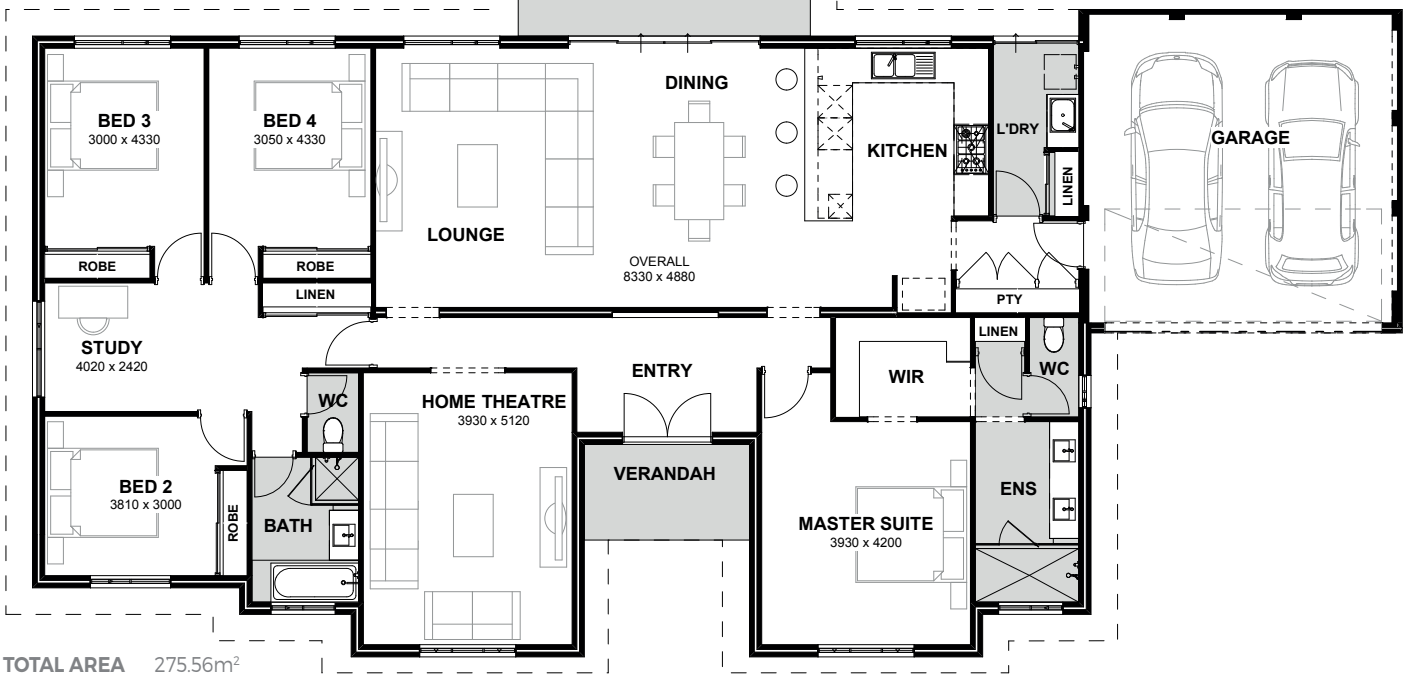 BED 3
3000 x 4330
BED 4
3050 x 4330
DINING
KITCHEN
L'DRY
LINEN
GARAGE
LOUNGE
OVERALL
8330 x 4880
ROBE
ROBE
LINEN
PTY
STUDY
4020 x 2420
ENTRY
LINEN
WC
WIR
WC
HOME THEATRE
3930 x 5120
VERANDAH
BED 2
3810 x 3000
ROBE
BATH
MASTER SUITE
3930 x 4200
ENS
TOTAL AREA 275.56m²